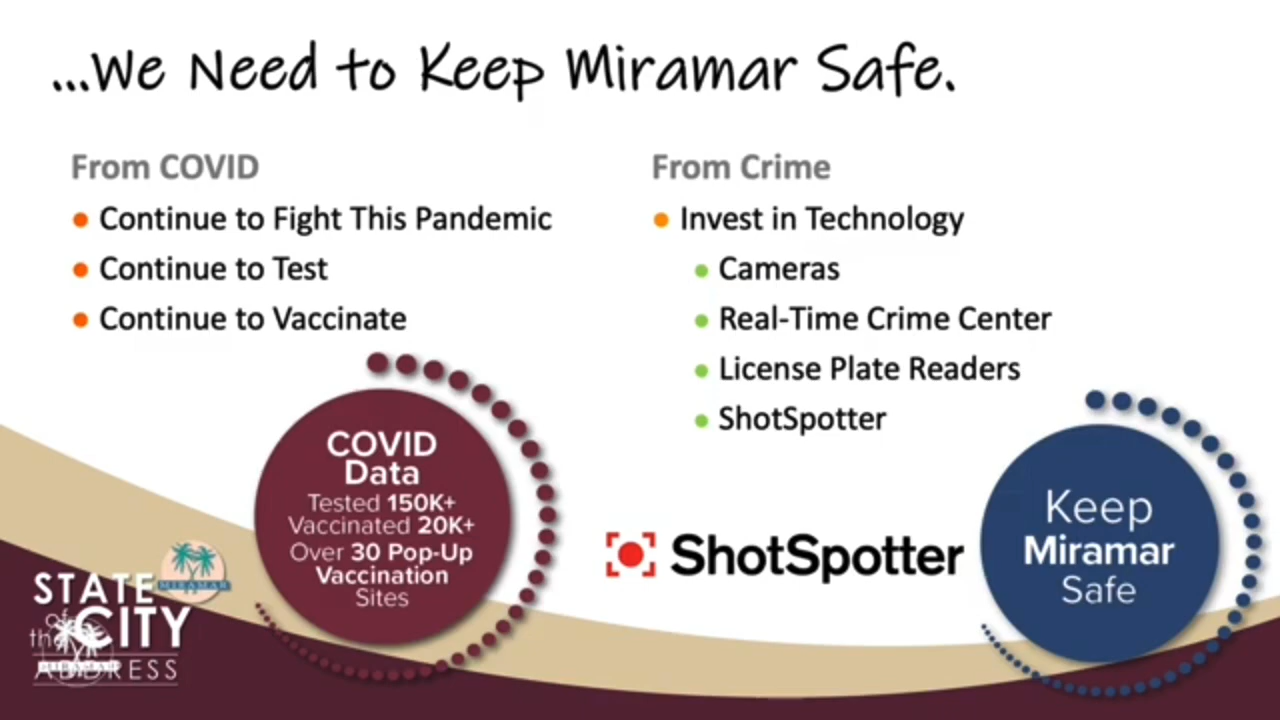 ...We Need to Keep Miramar Safe.
From COVID
Continue to Fight This Pandemic
Continue to Test
Continue to Vaccinate
From Crime
Invest in Technology
Cameras
Real-Time Crime Center
License Plate Readers
ShotSpotter
COVID
Data
Tested 150K+
Vaccinated 20K+
Over 30 Pop-Up
Vaccination
Sites
ShotSpotter
Keep
Miramar
Safe
MIRAMAR
STATE
of
the CITY
MIRAMAR
ADDRESS